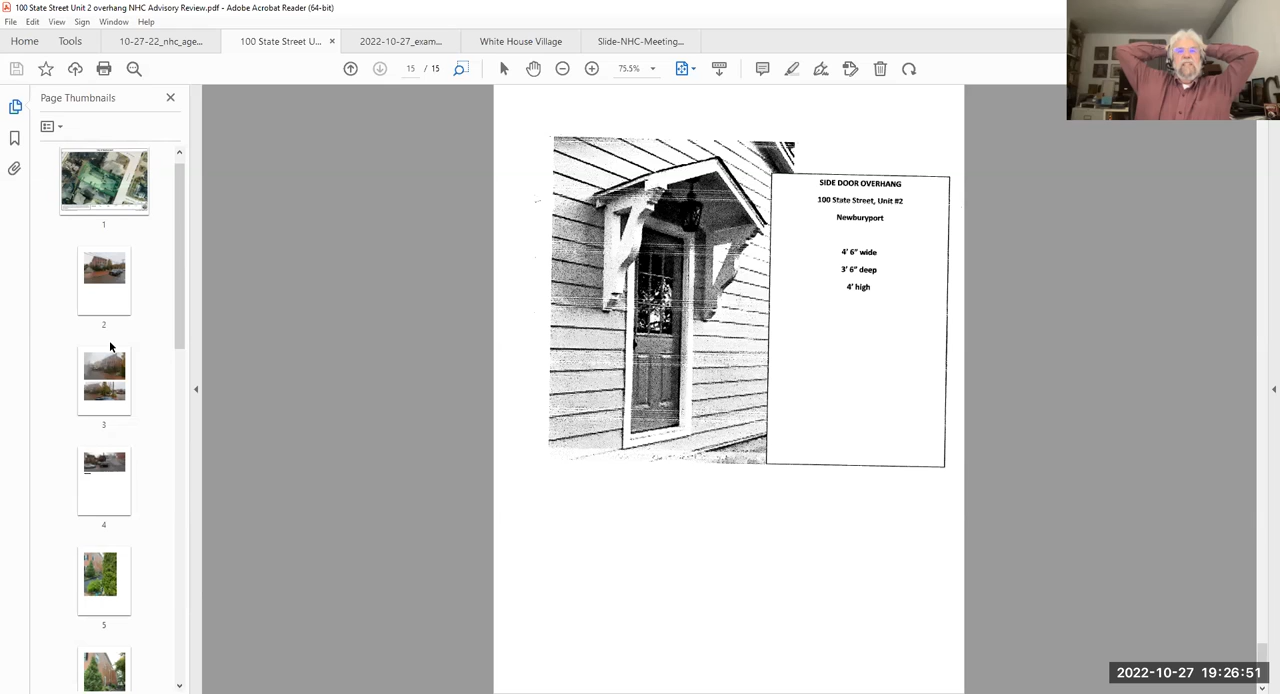 100 State Street Unit 2 overhang NHC Advisory Review.pdf - Adobe Acrobat Reader (64-bit)
File Edit View Sign Window Help
Home Tools 10-27-22_nhc_age... 100 State Street U... × 2022-10-27_exam... White House Village Slide-NHC-Meeting...
15 / 15 75.5%
Page Thumbnails
1
2
3
4
5
SIDE DOOR OVERHANG
100 State Street, Unit #2
Newburyport
4' 6" wide
3' 6" deep
4' high
2022-10-27 19:26:51